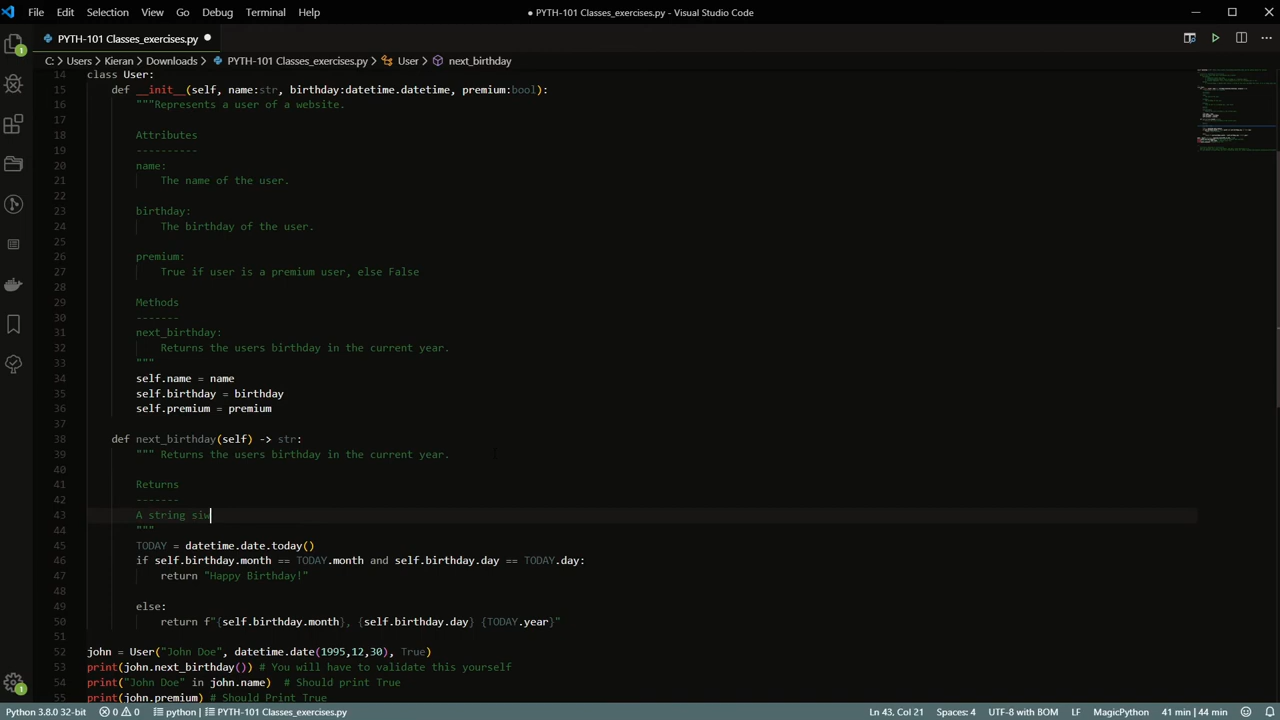 File Edit Selection View Go Debug Terminal Help
● PYTH-101 Classes_exercises.py - Visual Studio Code
PYTH-101 Classes_exercises.py ●
C: > Users > Kieran > Downloads > PYTH-101 Classes_exercises.py > User > next_birthday
14 class User:
15 def __init__(self, name:str, birthday:datetime.datetime, premium:bool):
16 """Represents a user of a website.
17
18 Attributes
19 ----------
20 name:
21 The name of the user.
22
23 birthday:
24 The birthday of the user.
25
26 premium:
27 True if user is a premium user, else False
28
29 Methods
30 -------
31 next_birthday:
32 Returns the users birthday in the current year.
33 """
34 self.name = name
35 self.birthday = birthday
36 self.premium = premium
37
38 def next_birthday(self) -> str:
39 """ Returns the users birthday in the current year.
40
41 Returns
42 -------
43 A string siw
44 """
45 TODAY = datetime.date.today()
46 if self.birthday.month == TODAY.month and self.birthday.day == TODAY.day:
47 return "Happy Birthday!"
48
49 else:
50 return f"{self.birthday.month}, {self.birthday.day} {TODAY.year}"
51
52 john = User("John Doe", datetime.date(1995,12,30), True)
53 print(john.next_birthday()) # You will have to validate this yourself
54 print("John Doe" in john.name) # Should print True
55 print(john.premium) # Should Print True
Python 3.8.0 32-bit 0 0 python | PYTH-101 Classes_exercises.py Ln 43, Col 21 Spaces: 4 UTF-8 with BOM LF MagicPython 41 min | 44 min